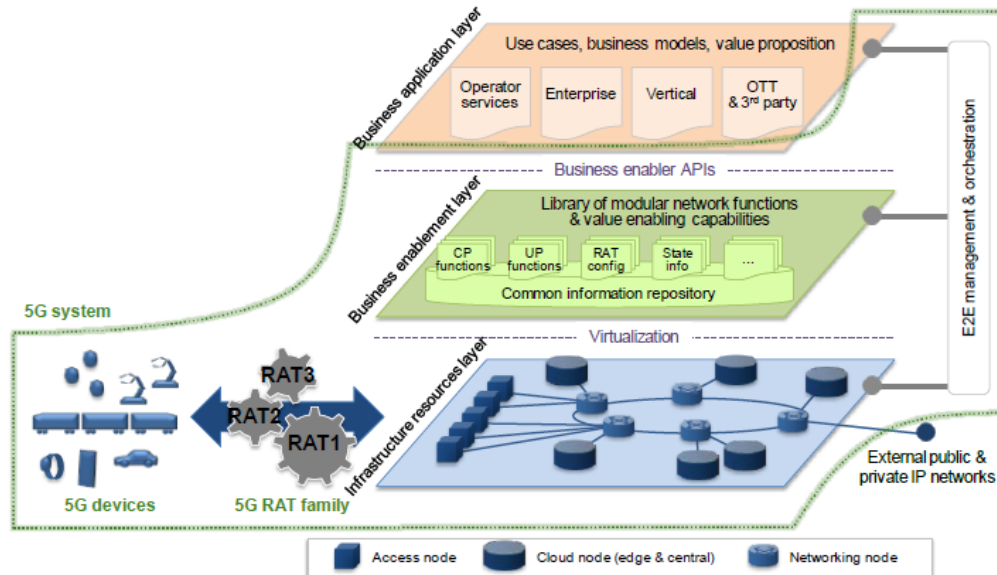 Business application layer
Use cases, business models, value proposition
Operator
services
Enterprise
Vertical
OTT
& 3rd party
Business enabler APIs
Business enablement layer
Library of modular network functions
& value enabling capabilities
CP
functions
UP
functions
RAT
config
State
info
...
Common information repository
Virtualization
E2E management & orchestration
5G system
RAT3
RAT2
RAT1
5G devices
5G RAT family
Infrastructure resources layer
External public &
private IP networks
Access node
Cloud node (edge & central)
Networking node